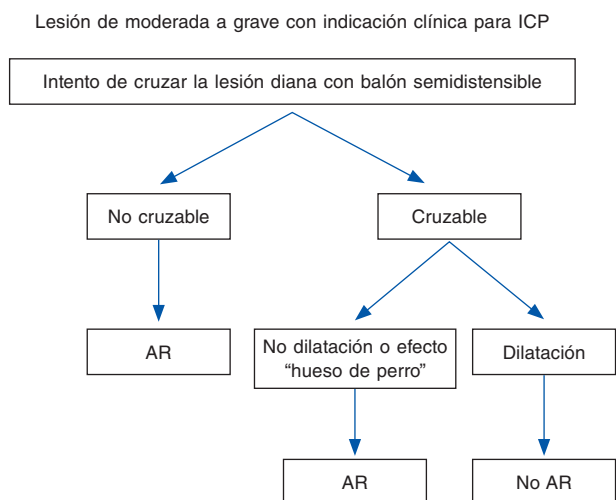 Lesión de moderada a grave con indicación clínica para ICP
Intento de cruzar la lesión diana con balón semidistensible
No cruzable
Cruzable
AR
No dilatación o efecto
“hueso de perro”
Dilatación
AR
No AR